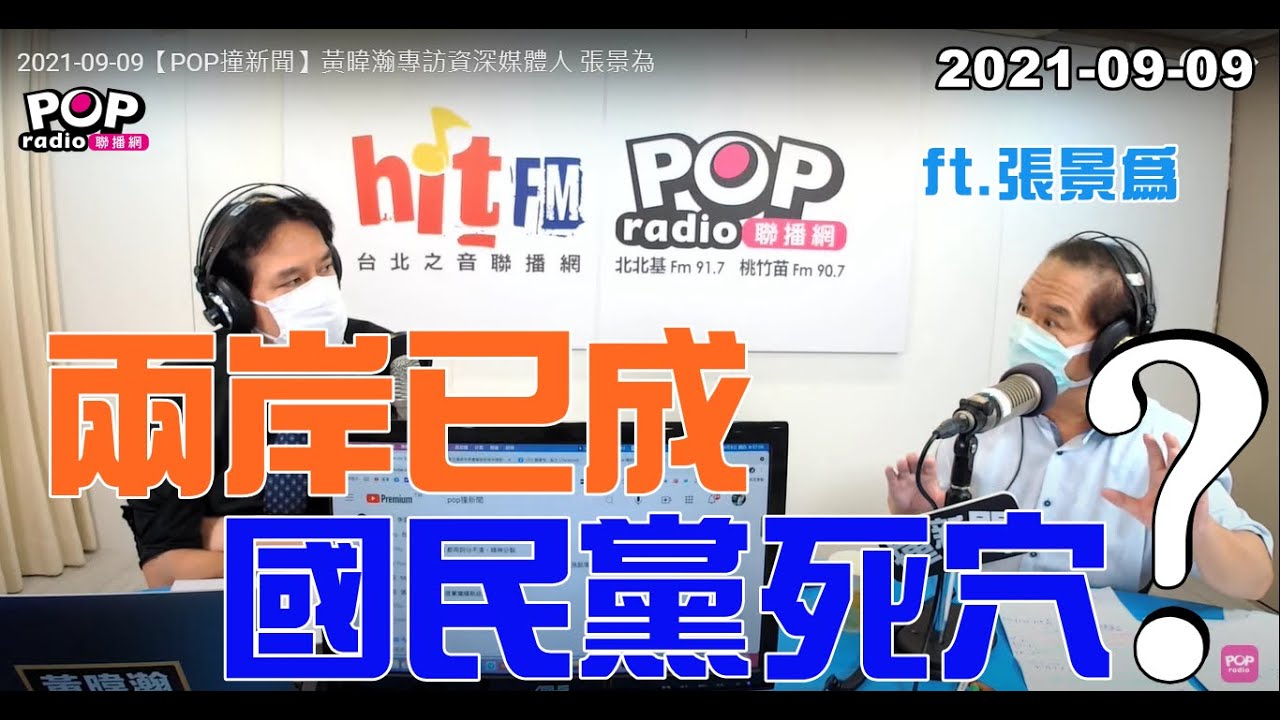 2021-09-09【POP撞新聞】黃暐瀚專訪資深媒體人 張景為
2021-09-09
POP
radio 聯播網
hit FM
台北之音聯播網
POP
radio 聯播網
北北基 Fm 91.7 桃竹苗 Fm 90.7
ft.張景為
兩岸已成
國民黨死穴?
Premium
pop撞新聞
黃暐瀚
POP
radio